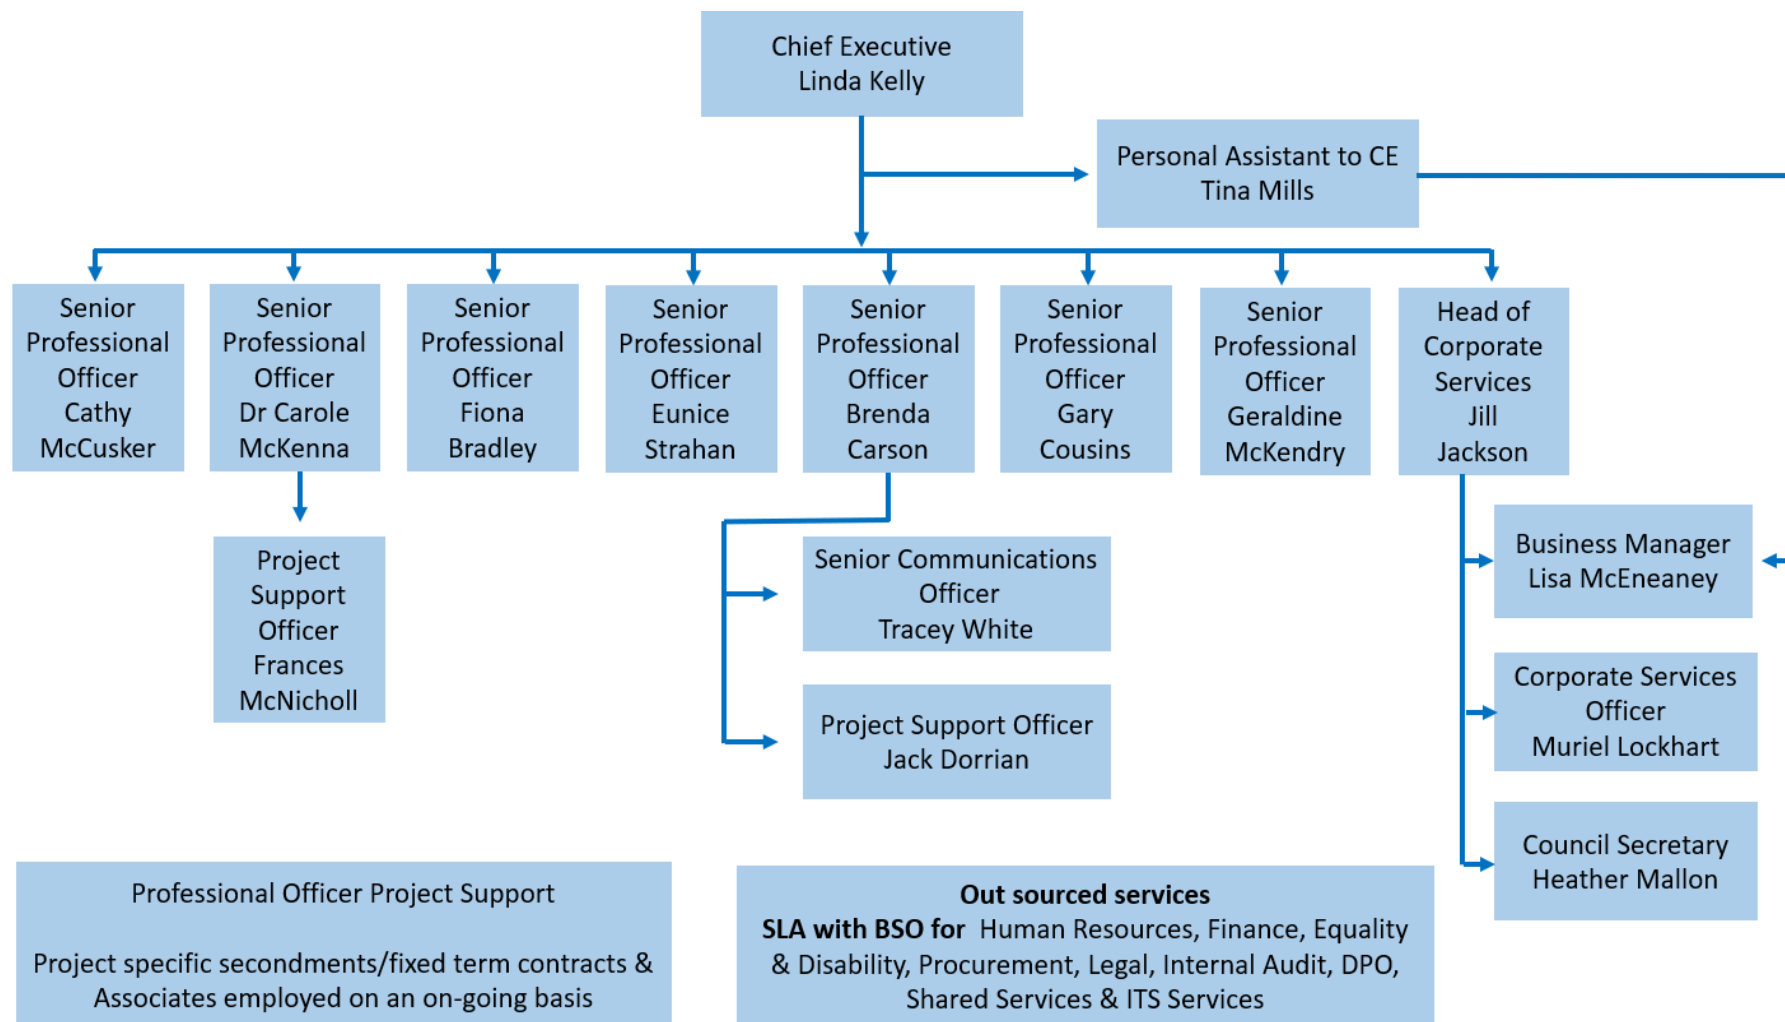 Chief Executive
Linda Kelly
Personal Assistant to CE
Tina Mills
Senior
Professional
Officer
Cathy
McCusker
Senior
Professional
Officer
Dr Carole
McKenna
Senior
Professional
Officer
Fiona
Bradley
Senior
Professional
Officer
Eunice
Strahan
Senior
Professional
Officer
Brenda
Carson
Senior
Professional
Officer
Gary
Cousins
Senior
Professional
Officer
Geraldine
McKendry
Head of
Corporate
Services
Jill
Jackson
Project
Support
Officer
Frances
McNicholl
Senior Communications
Officer
Tracey White
Project Support Officer
Jack Dorrian
Business Manager
Lisa McEneaney
Corporate Services
Officer
Muriel Lockhart
Council Secretary
Heather Mallon
Professional Officer Project Support
Project specific secondments/fixed term contracts &
Associates employed on an on-going basis
Out sourced services
SLA with BSO for Human Resources, Finance, Equality
& Disability, Procurement, Legal, Internal Audit, DPO,
Shared Services & ITS Services